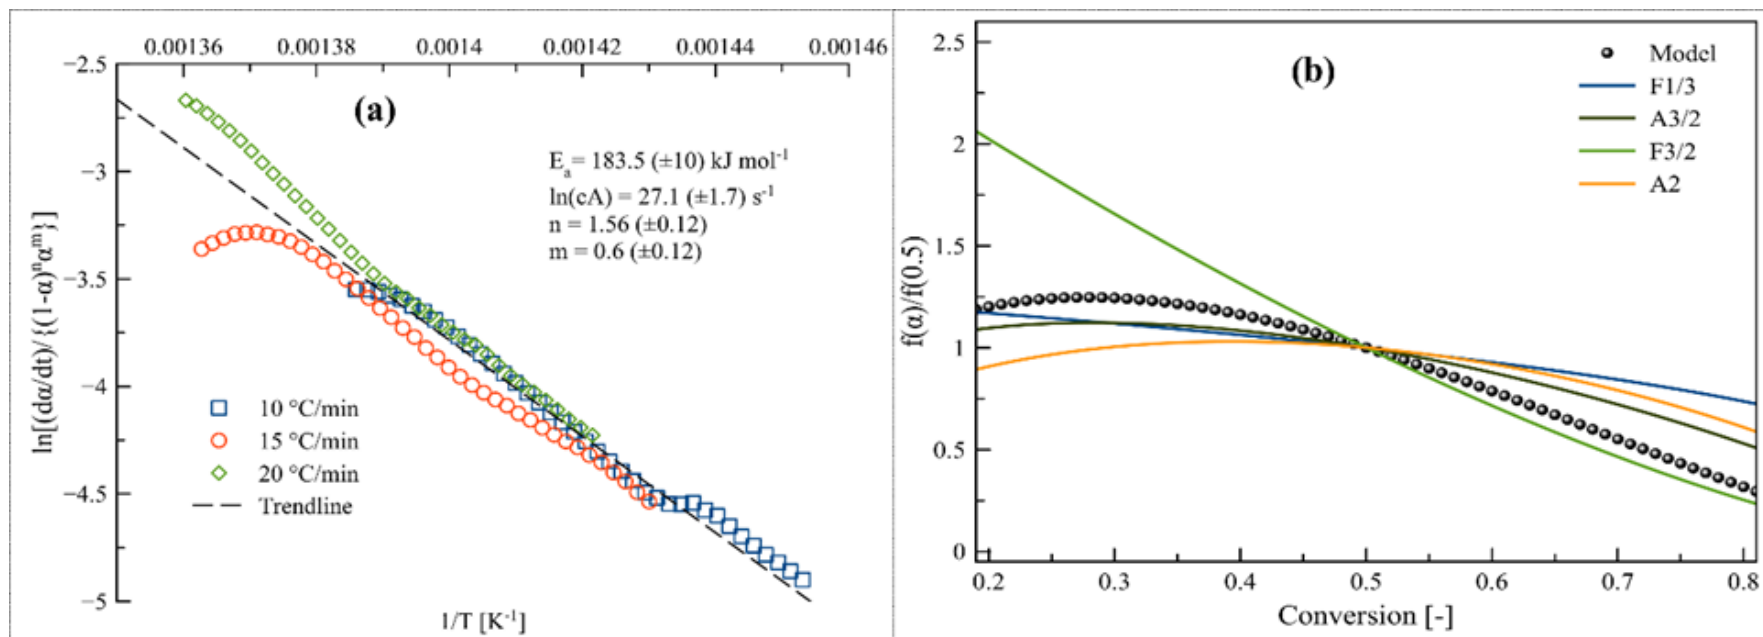 0.00136 0.00138 0.0014 0.00142 0.00144 0.00146
−2.5
−3
−3.5
−4
−4.5
−5
ln[(dα/dt)/{(1-α)ⁿαᵐ}]
(a)
Eₐ = 183.5 (±10) kJ mol⁻¹
ln(cA) = 27.1 (±1.7) s⁻¹
n = 1.56 (±0.12)
m = 0.6 (±0.12)
10 °C/min
15 °C/min
20 °C/min
Trendline
1/T [K⁻¹]
2.5
2
1.5
1
0.5
0
f(α)/f(0.5)
(b)
Model
F1/3
A3/2
F3/2
A2
0.2 0.3 0.4 0.5 0.6 0.7 0.8
Conversion [-]